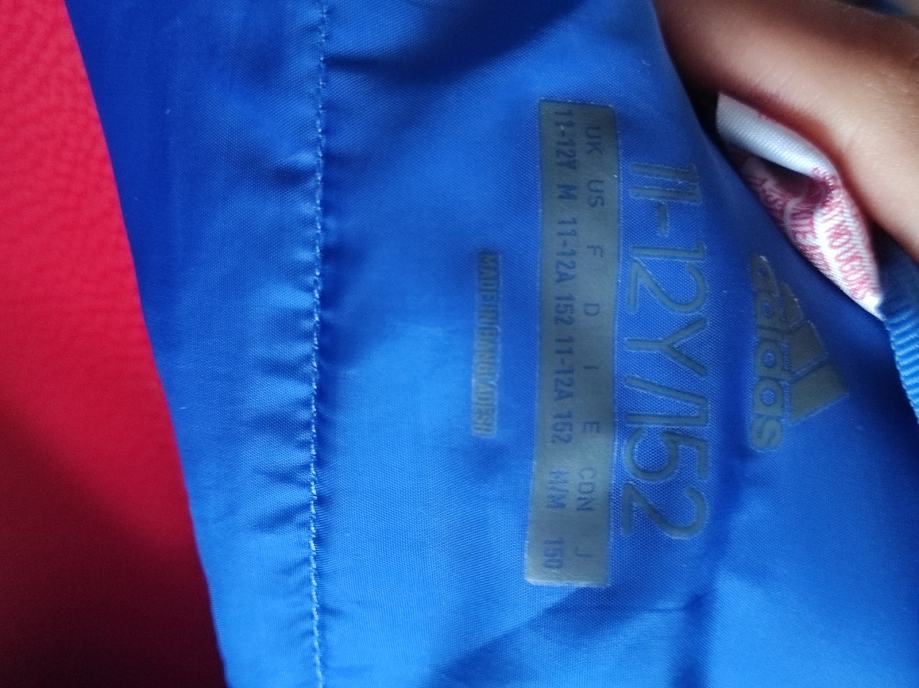 adidas
11-12Y/152
UK US F D I E CDN J
11-12Y M 11-12A 152 11-12A 152 M/M 150
MADE IN BANGLADESH